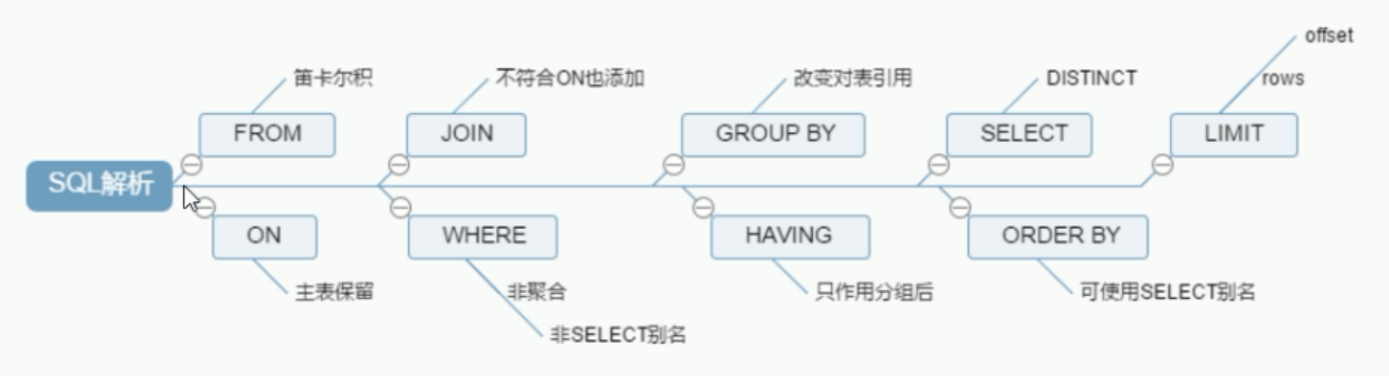 offset
笛卡尔积
不符合ON也添加
改变对表引用
DISTINCT
rows
FROM
JOIN
GROUP BY
SELECT
LIMIT
SQL解析
ON
WHERE
HAVING
ORDER BY
主表保留
非聚合
只作用分组后
可使用SELECT别名
非SELECT别名